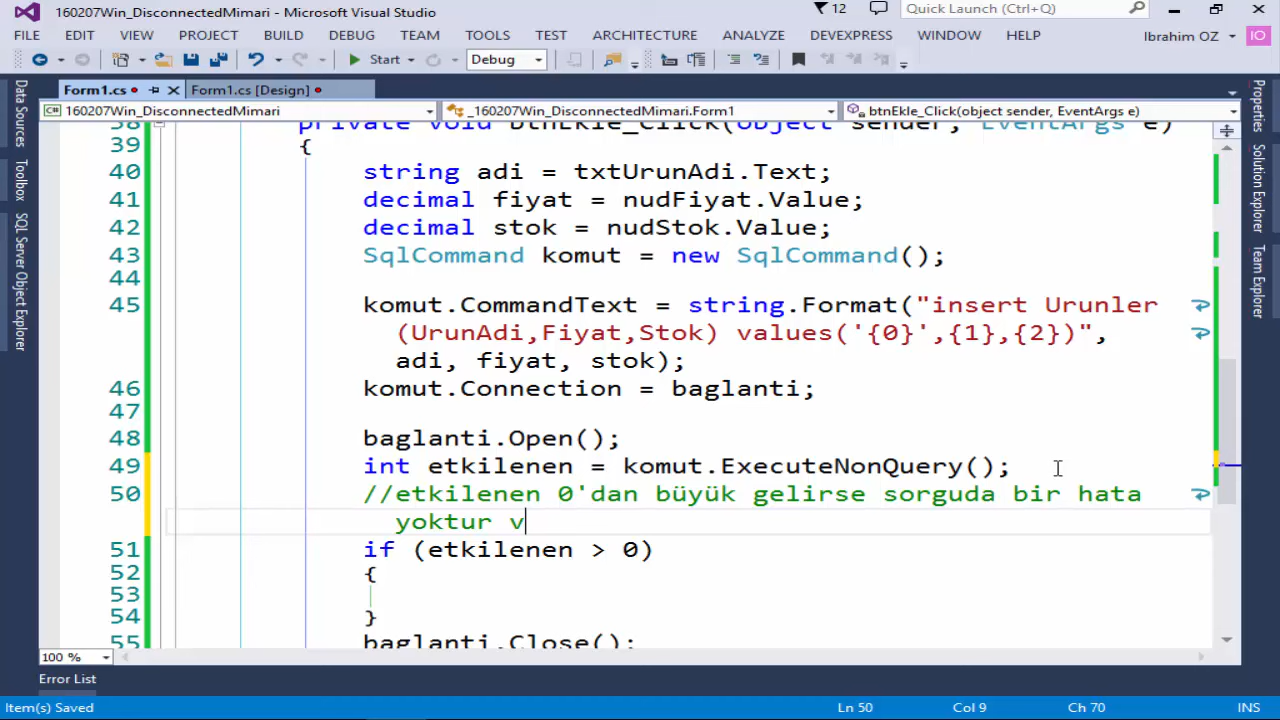 160207Win_DisconnectedMimari - Microsoft Visual Studio
12
Quick Launch (Ctrl+Q)
FILE EDIT VIEW PROJECT BUILD DEBUG TEAM TOOLS TEST ARCHITECTURE ANALYZE DEVEXPRESS WINDOW HELP
Ibrahim OZ
IO
Start
Debug
Form1.cs
Form1.cs [Design]
160207Win_DisconnectedMimari
_160207Win_DisconnectedMimari.Form1
btnEkle_Click(object sender, EventArgs e)
Data Sources
Toolbox
SQL Server Object Explorer
Properties
Solution Explorer
Team Explorer
38 private void btnEkle_Click(object sender, EventArgs e)
39 {
40 string adi = txtUrunAdi.Text;
41 decimal fiyat = nudFiyat.Value;
42 decimal stok = nudStok.Value;
43 SqlCommand komut = new SqlCommand();
44
45 komut.CommandText = string.Format("insert Urunler
(UrunAdi,Fiyat,Stok) values('{0}',{1},{2})",
adi, fiyat, stok);
46 komut.Connection = baglanti;
47
48 baglanti.Open();
49 int etkilenen = komut.ExecuteNonQuery();
50 //etkilenen 0'dan büyük gelirse sorguda bir hata
yoktur v
51 if (etkilenen > 0)
52 {
53
54 }
55 baglanti.Close();
100 %
Error List
Item(s) Saved
Ln 50
Col 9
Ch 70
INS